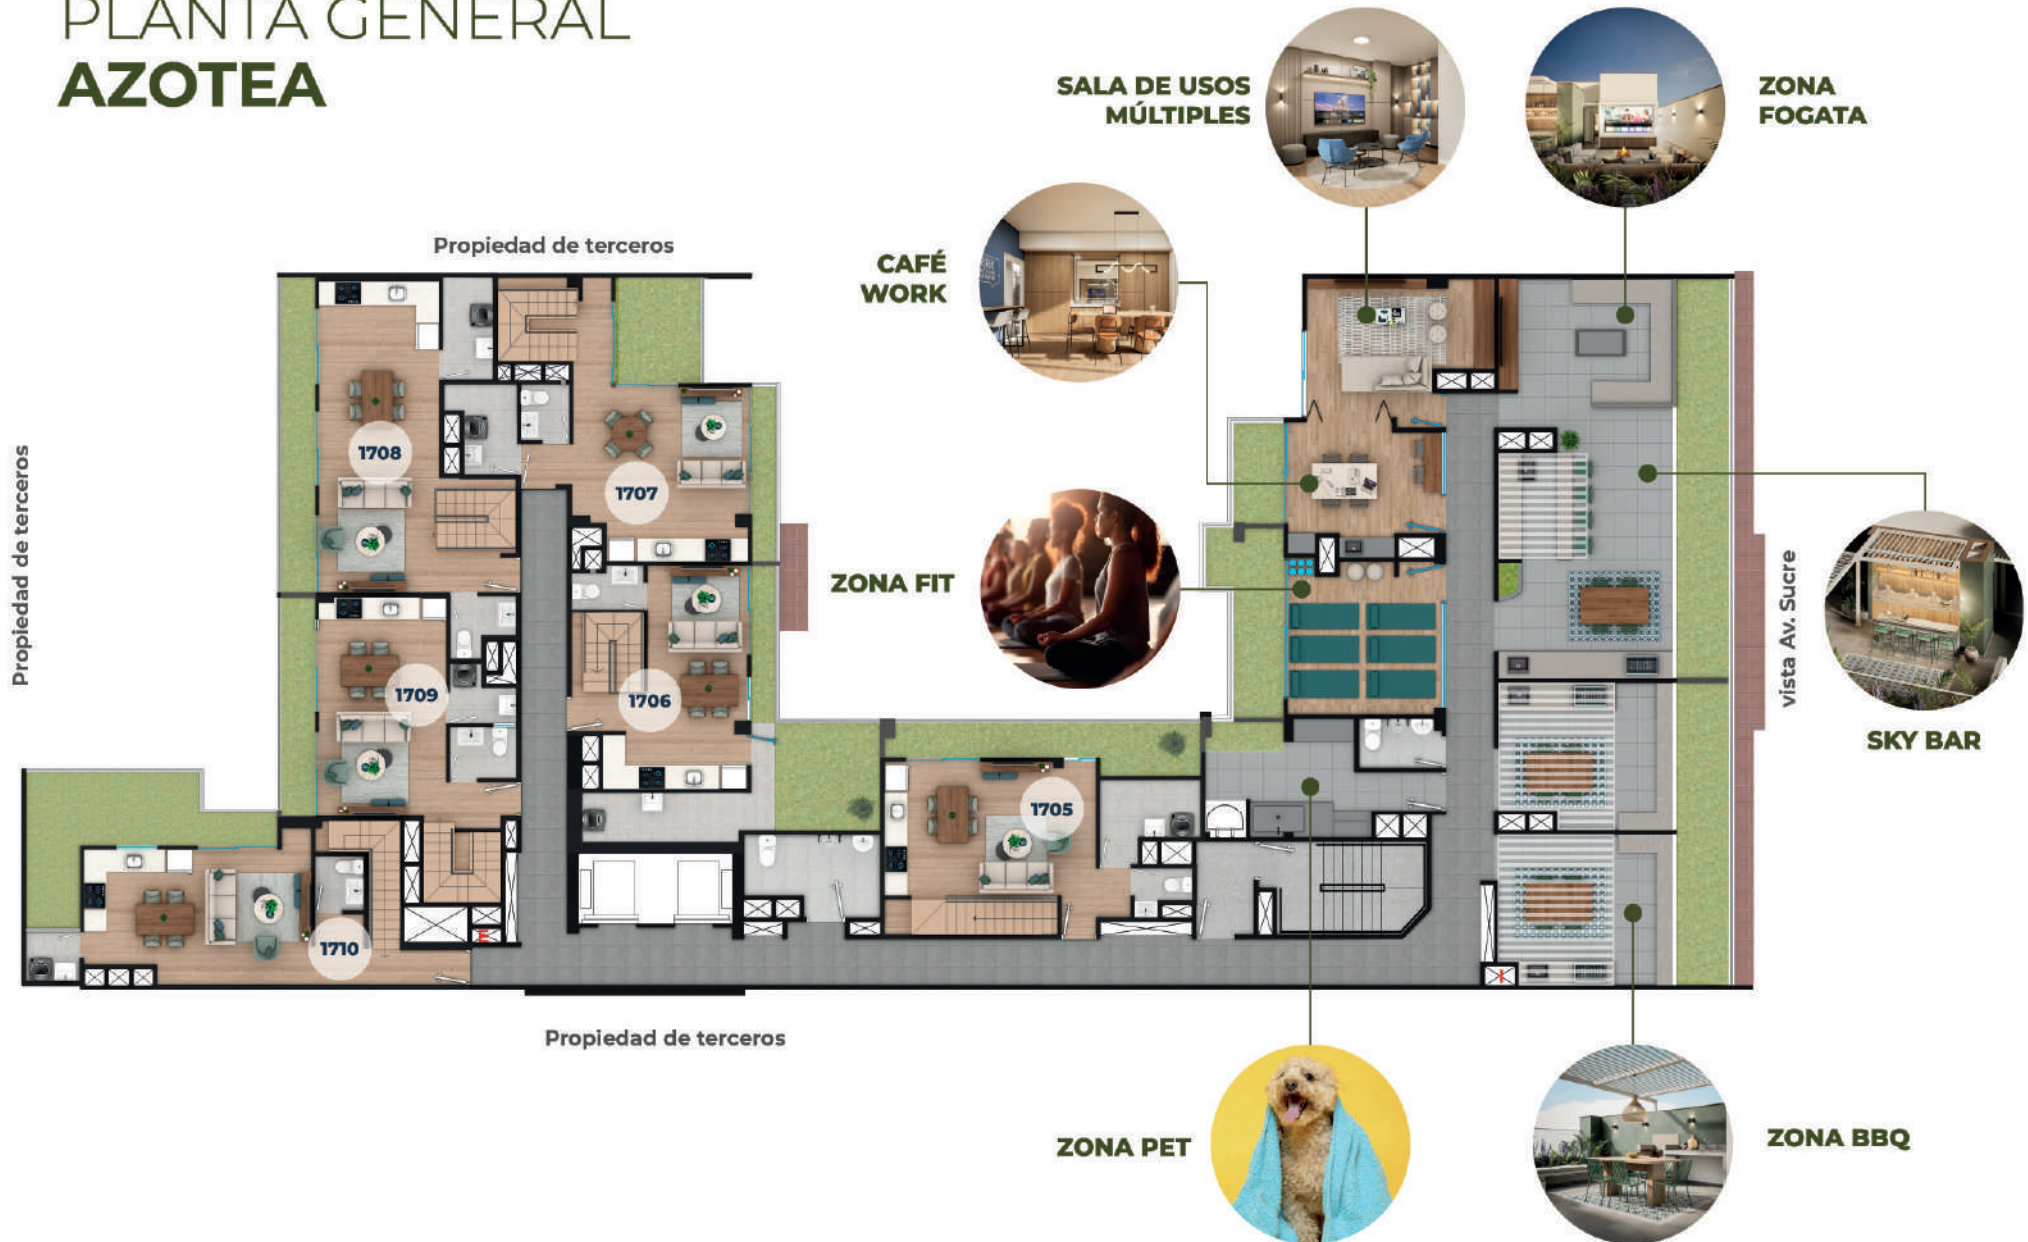 PLANTA GENERAL
AZOTEA
SALA DE USOS
MÚLTIPLES
ZONA
FOGATA
CAFÉ
WORK
Propiedad de terceros
Propiedad de terceros
1708
1707
ZONA FIT
1709
1706
vista Av. Sucre
SKY BAR
1705
1710
Propiedad de terceros
ZONA PET
ZONA BBQ